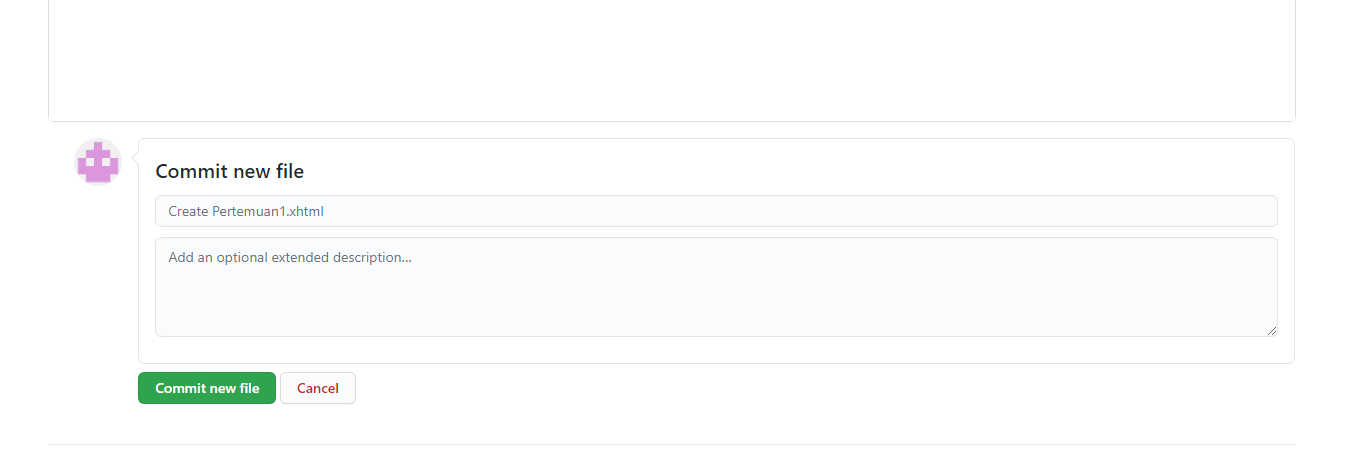 Commit new file
Create Pertemuan1.xhtml
Add an optional extended description...
Commit new file Cancel